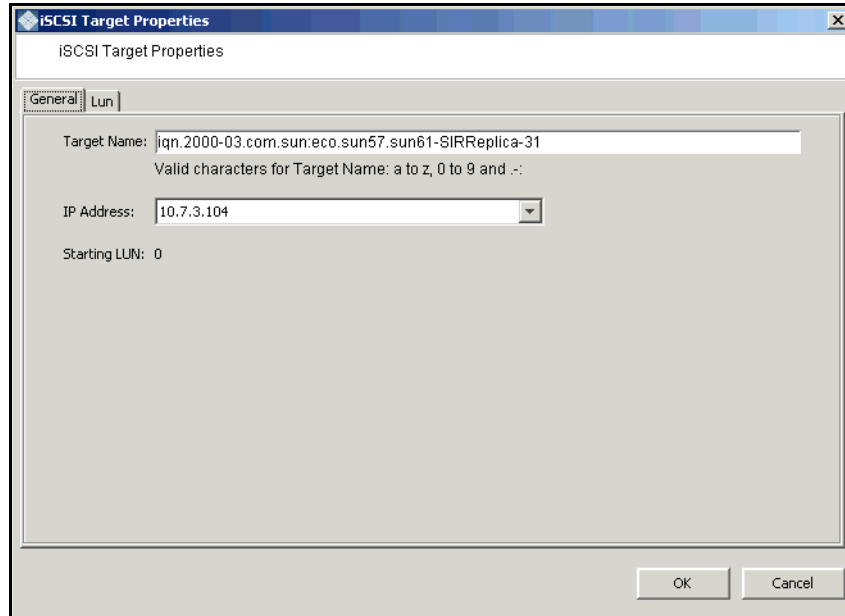 iSCSI Target Properties
iSCSI Target Properties
General Lun
Target Name: iqn.2000-03.com.sun:eco.sun57.sun61-SIRReplica-31
Valid characters for Target Name: a to z, 0 to 9 and .-:
IP Address: 10.7.3.104
Starting LUN: 0
OK Cancel